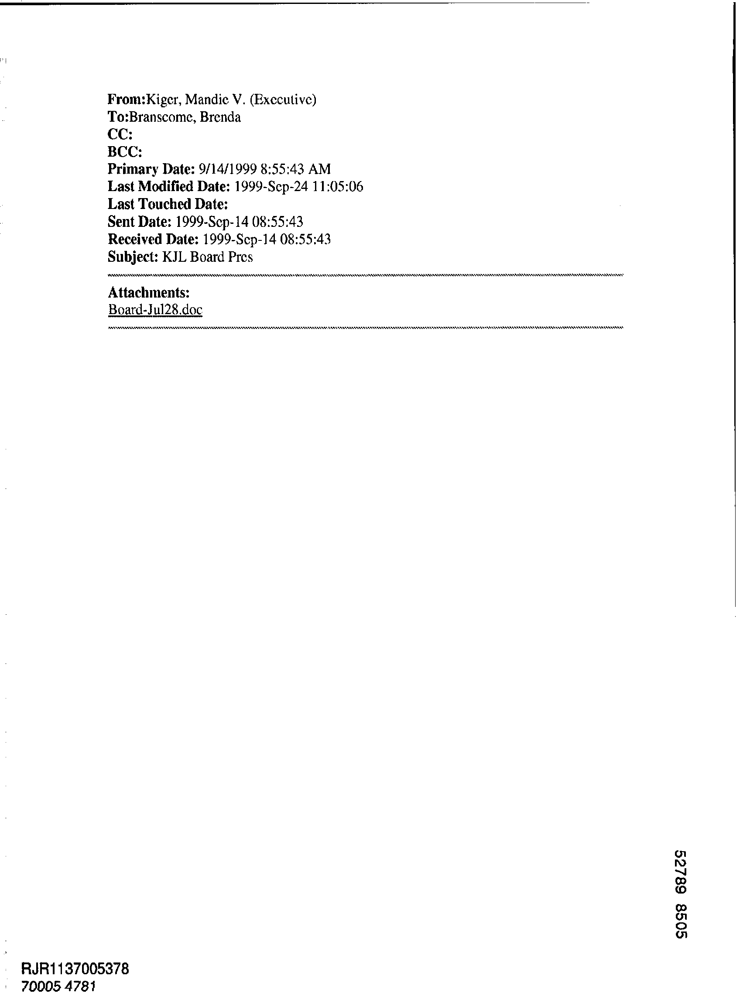 From:Kiger, Mandie V. (Executive)
To:Branscome, Brenda
CC:
BCC:
Primary Date: 9/14/1999 8:55:43 AM
Last Modified Date: 1999-Sep-24 11:05:06
Last Touched Date:
Sent Date: 1999-Sep-14 08:55:43
Received Date: 1999-Sep-14 08:55:43
Subject: KJL Board Pres
Attachments:
Board-Jul28.doc
52789 8505
RJR1137005378
70005 4781